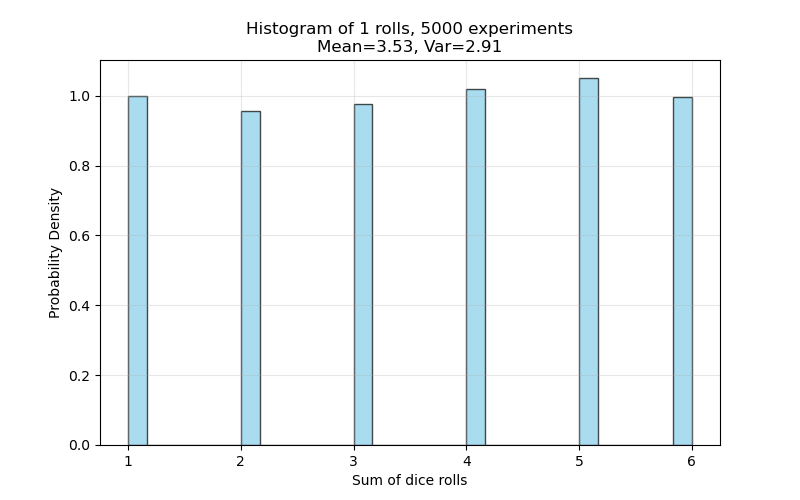 Histogram of 1 rolls, 5000 experiments
Mean=3.53, Var=2.91
Probability Density
1.0
0.8
0.6
0.4
0.2
0.0
1 2 3 4 5 6
Sum of dice rolls